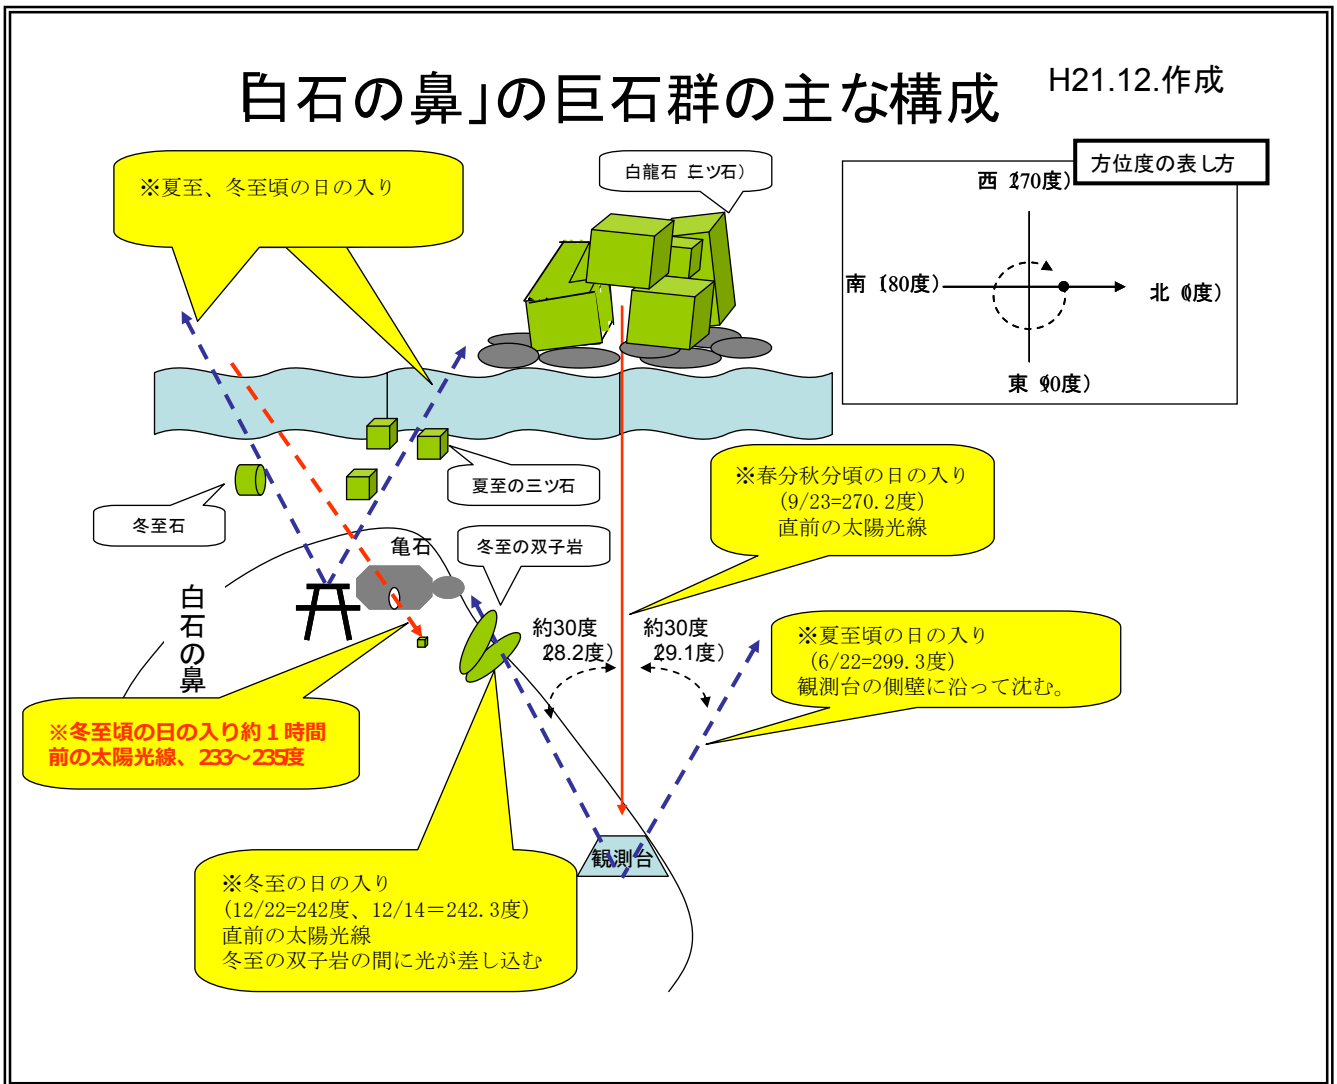 「白石の鼻」の巨石群の主な構成
H21.12.作成
※夏至、冬至頃の日の入り
白龍石（三ツ石）
方位度の表し方
西（270度）
南（180度）
北（0度）
東（90度）
夏至の三ツ石
冬至石
※春分秋分頃の日の入り
(9/23=270.2度)
直前の太陽光線
亀石
冬至の双子岩
白石の鼻
約30度
（28.2度）
約30度
（29.1度）
※夏至頃の日の入り
(6/22=299.3度)
観測台の側壁に沿って沈む。
※冬至頃の日の入り約１時間
前の太陽光線、233～235度
観測台
※冬至の日の入り
(12/22=242度、12/14＝242.3度)
直前の太陽光線
冬至の双子岩の間に光が差し込む